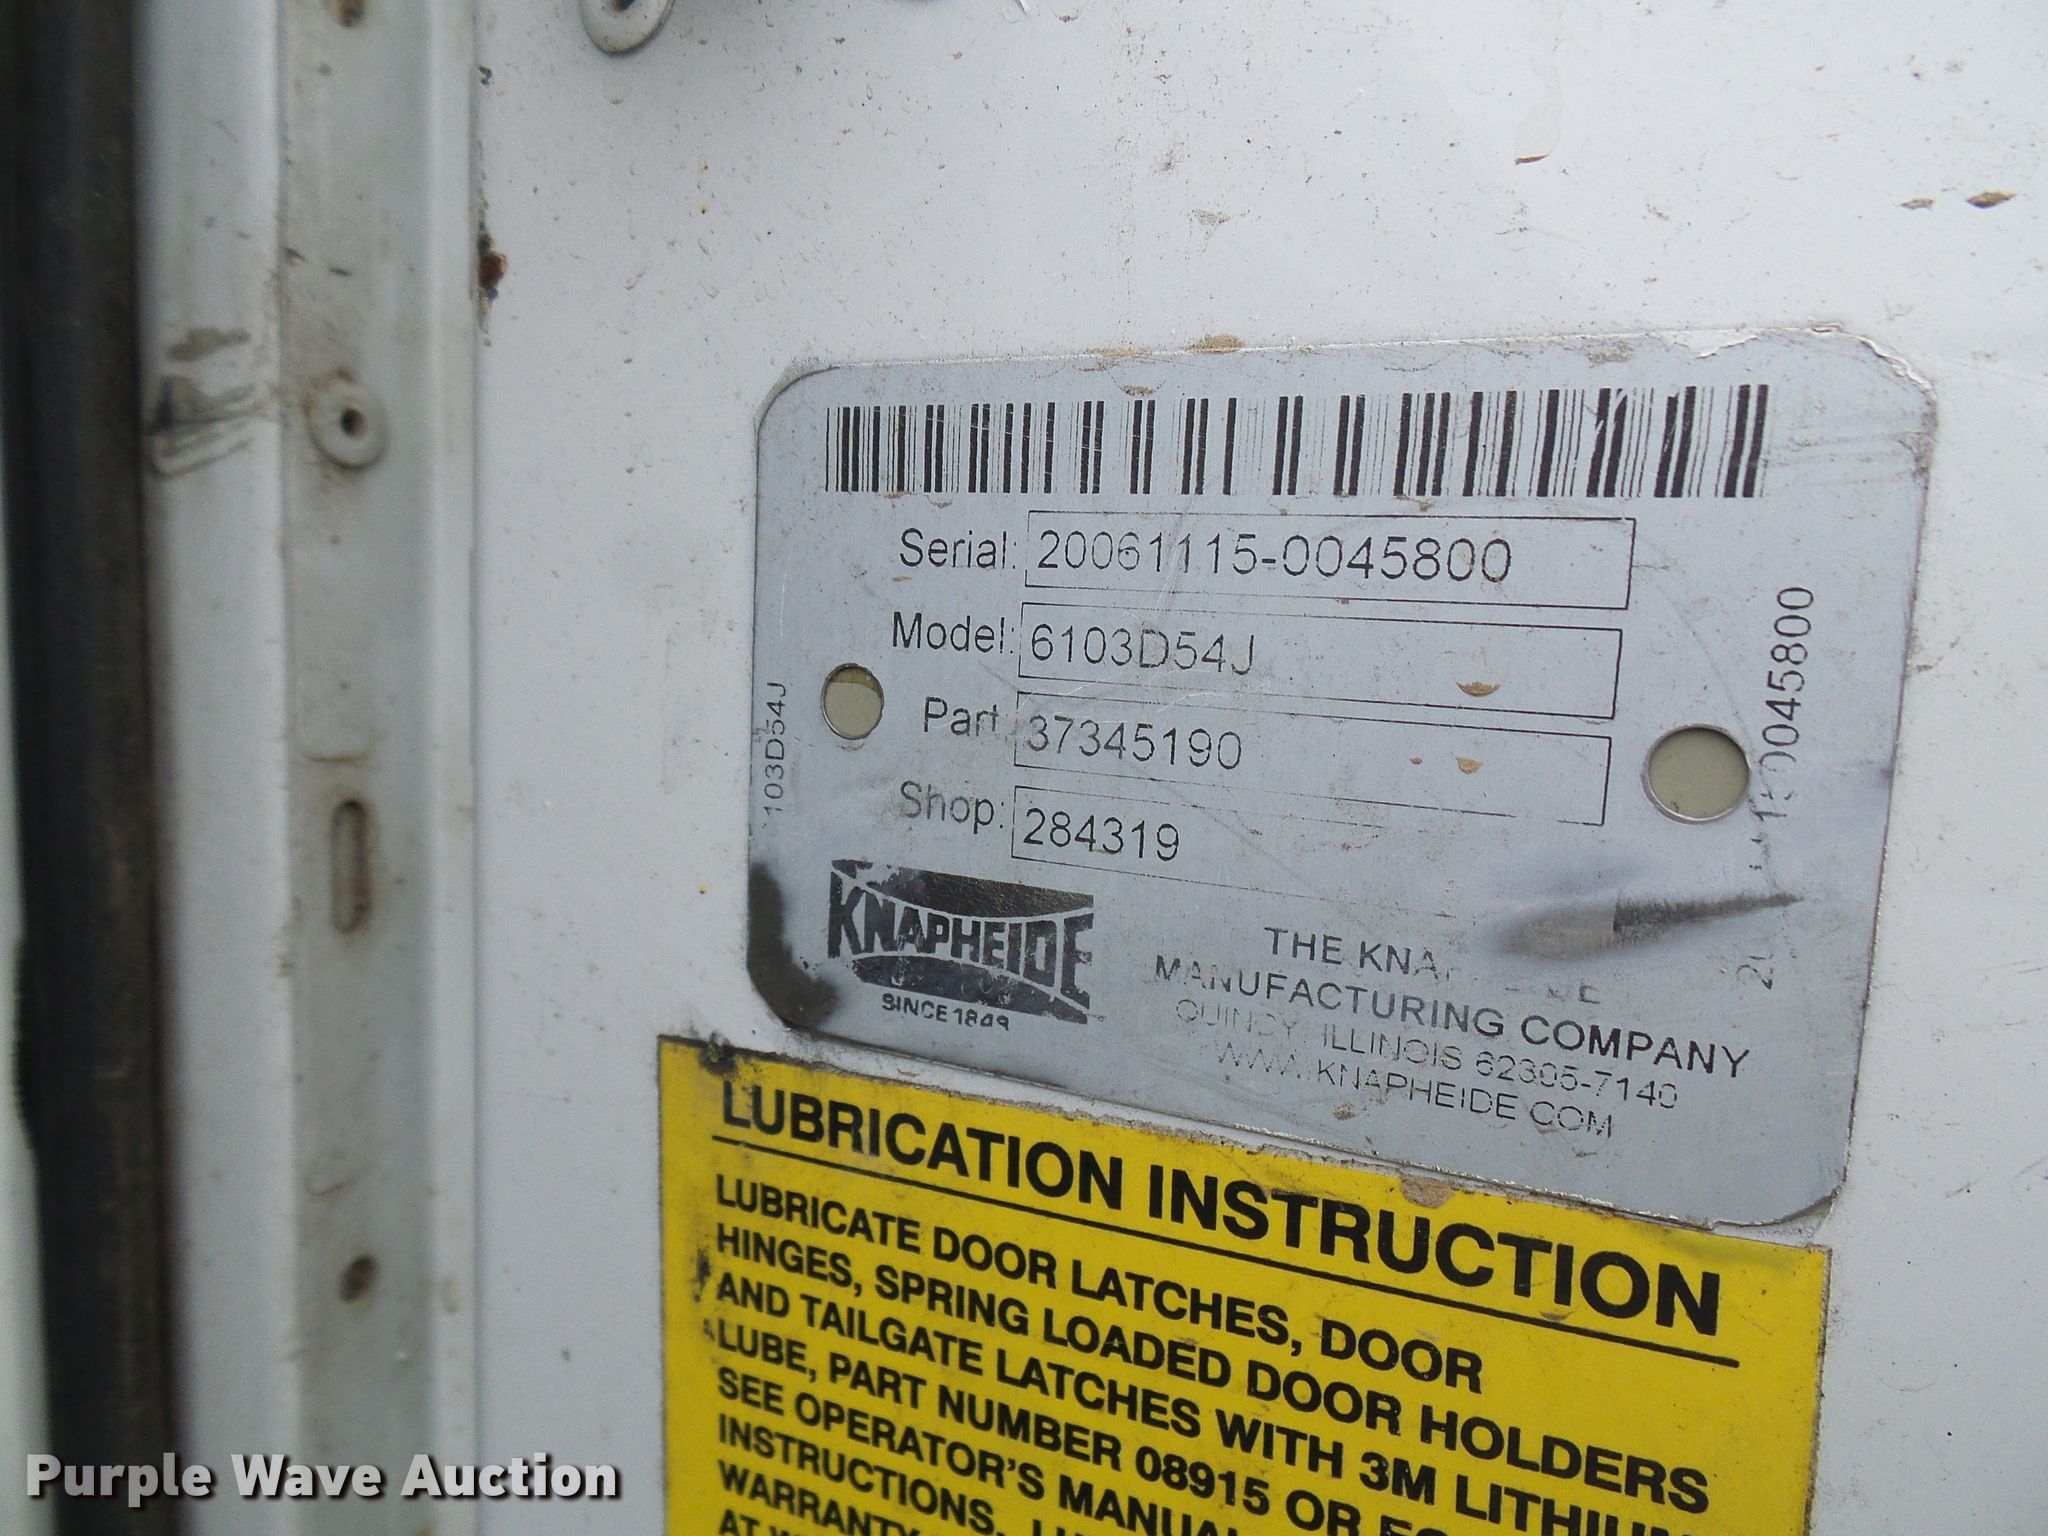 Serial: 20061115-0045800
Model: 6103D54J
Part: 37345190
Shop: 284319
103D54J
0045800
KNAPHEIDE
SINCE 1849
THE
MANUFACTURING COMPANY
QUINCY, ILLINOIS 62305-7140
WWW.KNAPHEIDE.COM
LUBRICATION INSTRUCTION
LUBRICATE DOOR LATCHES, DOOR
HINGES, SPRING LOADED DOOR HOLDERS
AND TAILGATE LATCHES WITH 3M LITHIUM
LUBE, PART NUMBER 08915 OR
SEE OPERATOR'S MANUAL
INSTRUCTIONS.
WARRANTY
AT
Purple Wave Auction